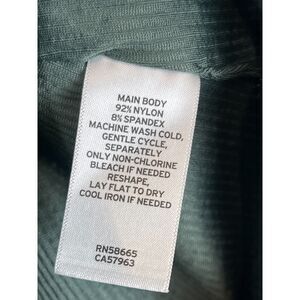 MAIN BODY
92% NYLON
8% SPANDEX
MACHINE WASH COLD,
GENTLE CYCLE,
SEPARATELY
ONLY NON-CHLORINE
BLEACH IF NEEDED
RESHAPE,
LAY FLAT TO DRY
COOL IRON IF NEEDED
RN58665
CA57963